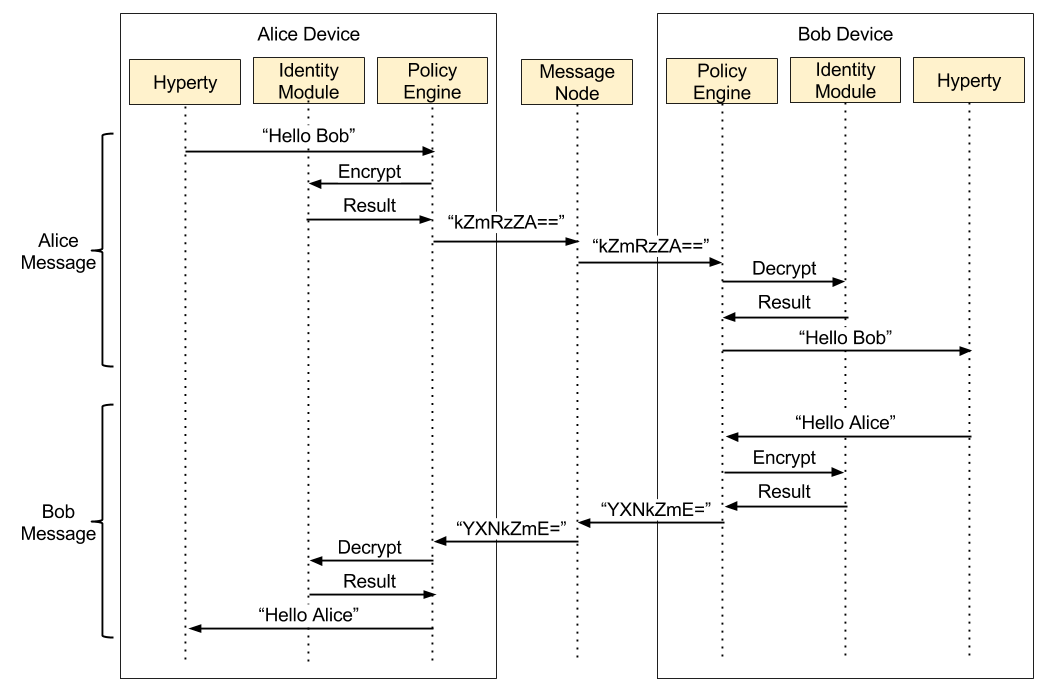 Alice Device
Bob Device
Hyperty
Identity
Module
Policy
Engine
Message
Node
Policy
Engine
Identity
Module
Hyperty
“Hello Bob”
Encrypt
Result
“kZmRzZA==”
“kZmRzZA==”
Alice
Message
Decrypt
Result
“Hello Bob”
“Hello Alice”
Encrypt
Result
“YXNkZmE=”
“YXNkZmE=”
Bob
Message
Decrypt
Result
“Hello Alice”